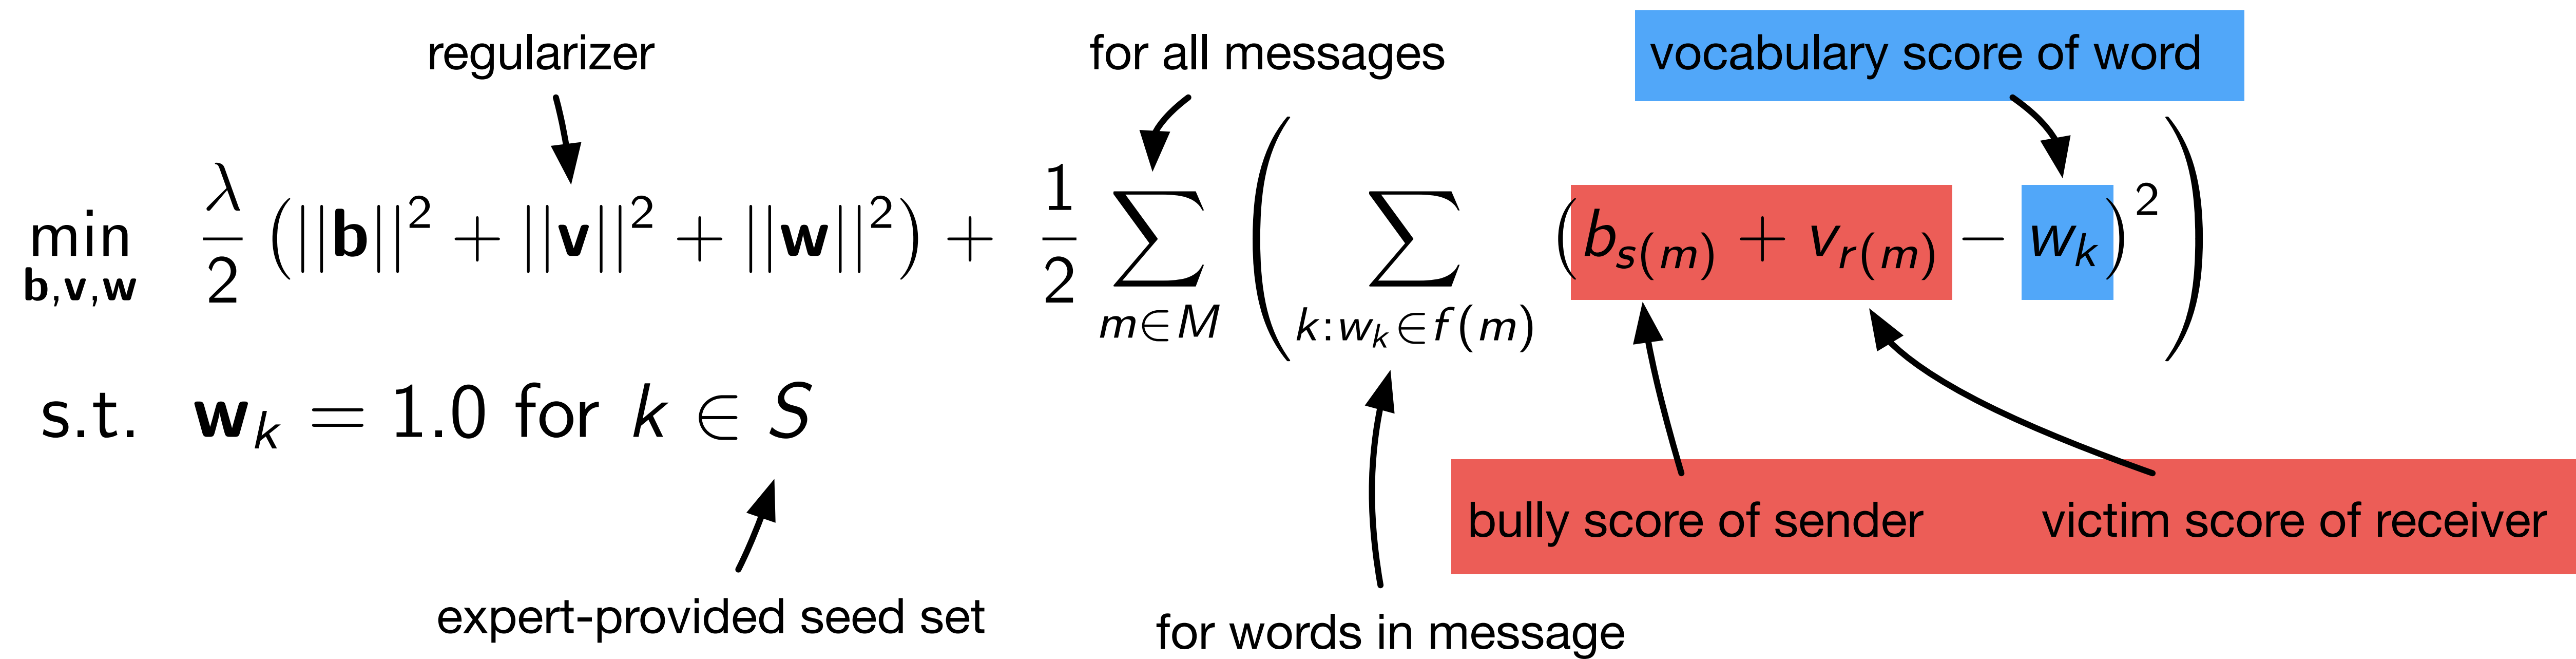 regularizer
for all messages
vocabulary score of word
min λ/2 (||b||² + ||v||² + ||w||²) + 1/2 ∑ ( ∑ (b_{s(m)} + v_{r(m)} − w_k)² )
b,v,w m∈M k:w_k∈f(m)
s.t. w_k = 1.0 for k ∈ S
bully score of sender victim score of receiver
expert-provided seed set
for words in message